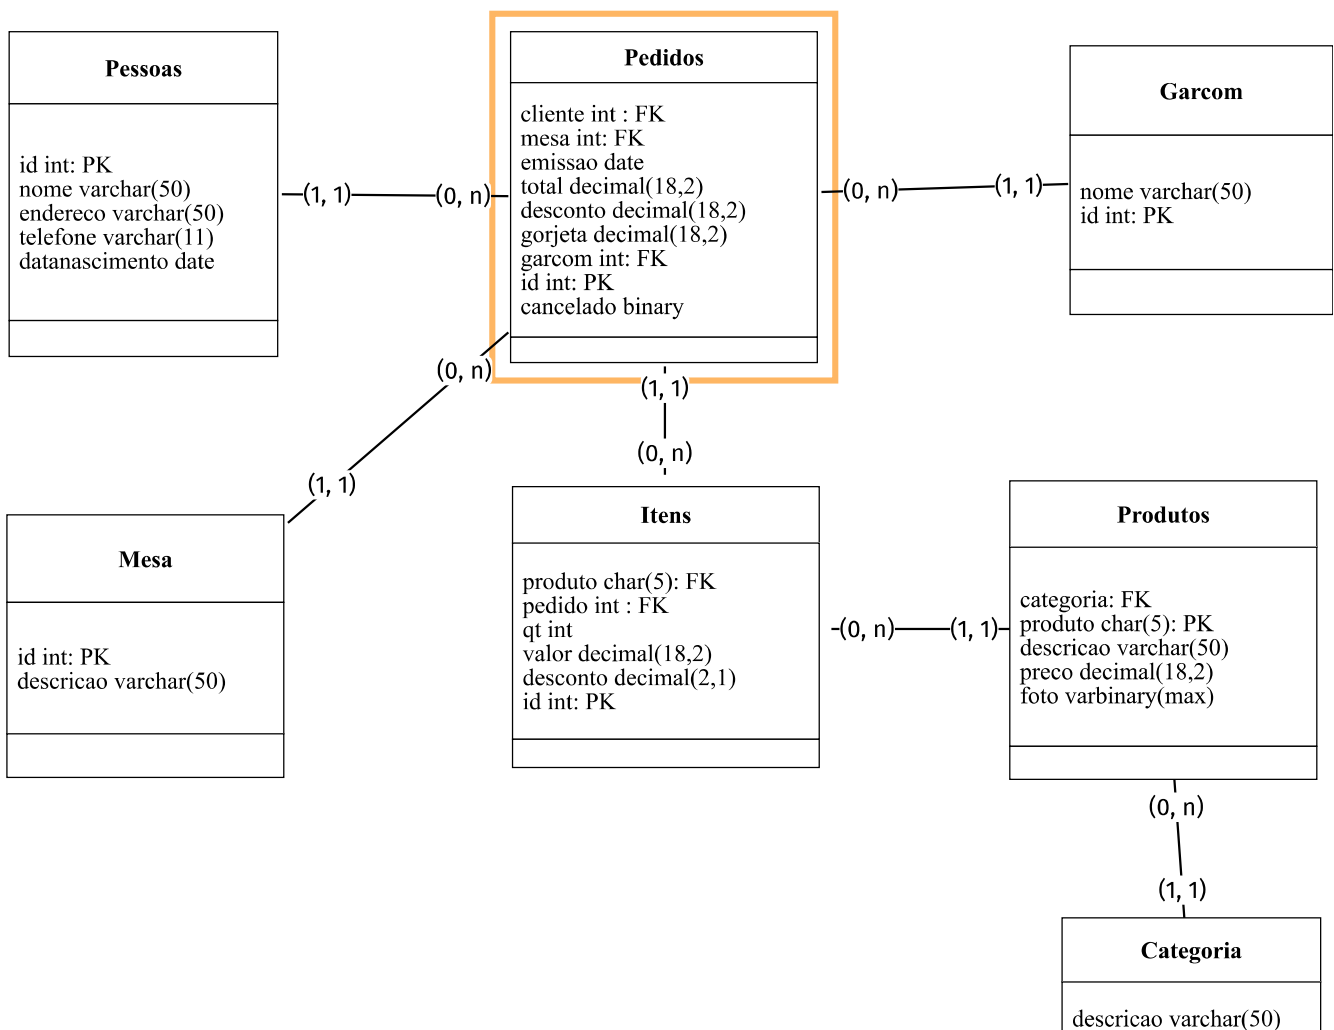 Pessoas
id int: PK
nome varchar(50)
endereco varchar(50)
telefone varchar(11)
datanascimento date
(1, 1)
(0, n)
Pedidos
cliente int : FK
mesa int: FK
emissao date
total decimal(18,2)
desconto decimal(18,2)
gorjeta decimal(18,2)
garcom int: FK
id int: PK
cancelado binary
(0, n)
(1, 1)
Garcom
nome varchar(50)
id int: PK
(0, n)
(1, 1)
(1, 1)
(0, n)
Mesa
id int: PK
descricao varchar(50)
Itens
produto char(5): FK
pedido int : FK
qt int
valor decimal(18,2)
desconto decimal(2,1)
id int: PK
(0, n)
(1, 1)
Produtos
categoria: FK
produto char(5): PK
descricao varchar(50)
preco decimal(18,2)
foto varbinary(max)
(0, n)
(1, 1)
Categoria
descricao varchar(50)